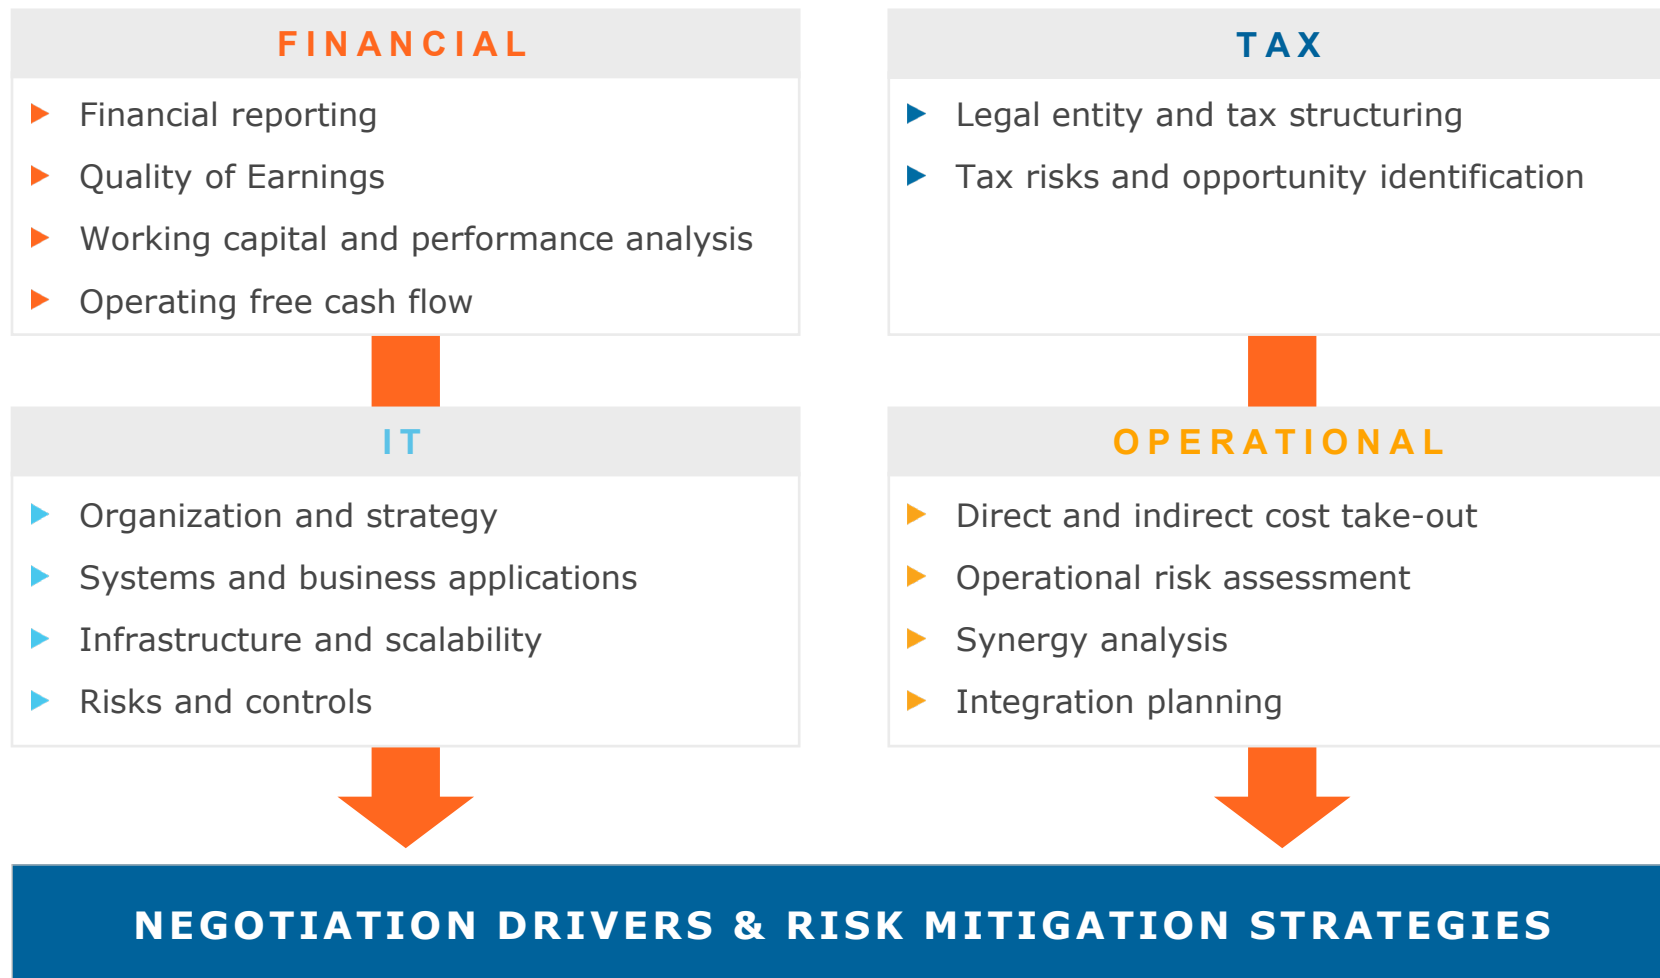 FINANCIAL
Financial reporting
Quality of Earnings
Working capital and performance analysis
Operating free cash flow
TAX
Legal entity and tax structuring
Tax risks and opportunity identification
IT
Organization and strategy
Systems and business applications
Infrastructure and scalability
Risks and controls
OPERATIONAL
Direct and indirect cost take-out
Operational risk assessment
Synergy analysis
Integration planning
NEGOTIATION DRIVERS & RISK MITIGATION STRATEGIES